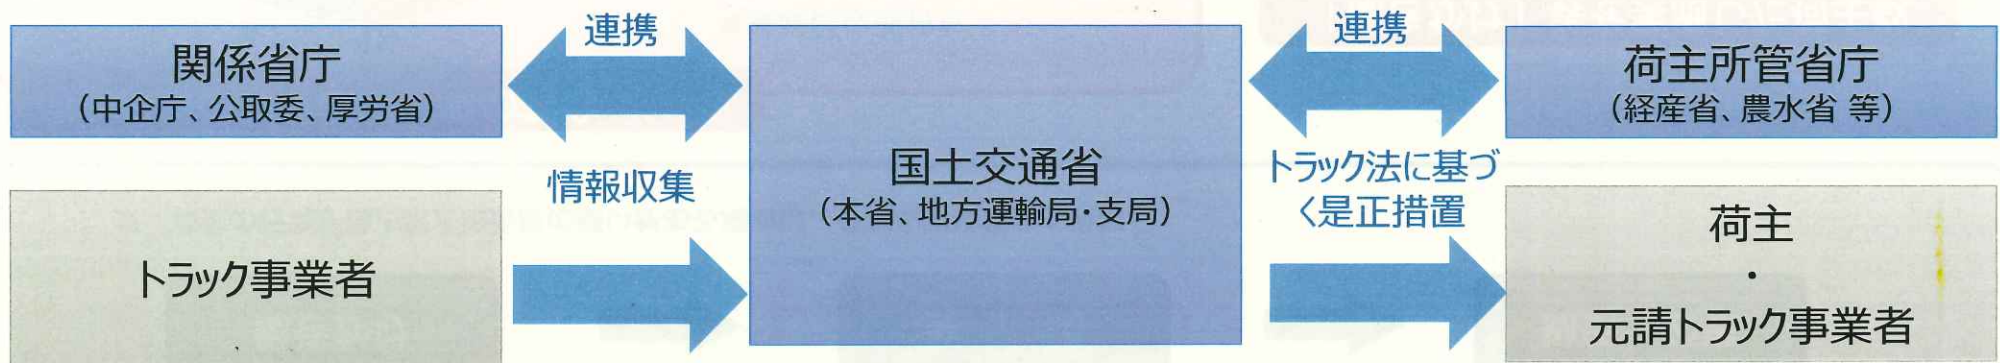 関係省庁
（中企庁、公取委、厚労省）
連携
国土交通省
（本省、地方運輸局・支局）
連携
荷主所管省庁
（経産省、農水省 等）
トラック事業者
情報収集
トラック法に基づ
く是正措置
荷主
・
元請トラック事業者